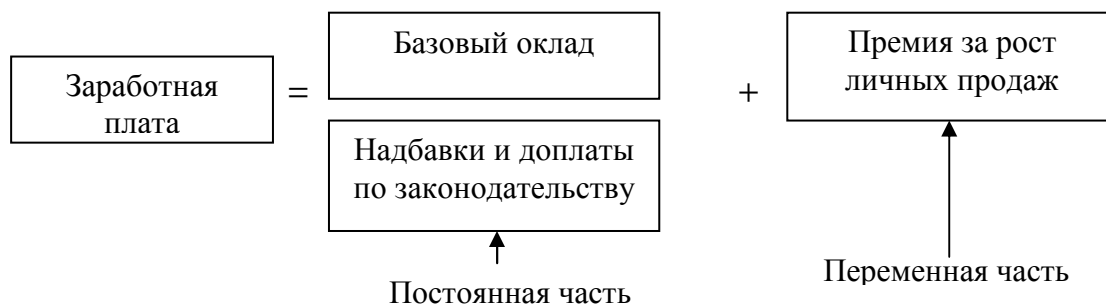 Заработная
плата
=
Базовый оклад
Надбавки и доплаты
по законодательству
+
Премия за рост
личных продаж
Постоянная часть
Переменная часть